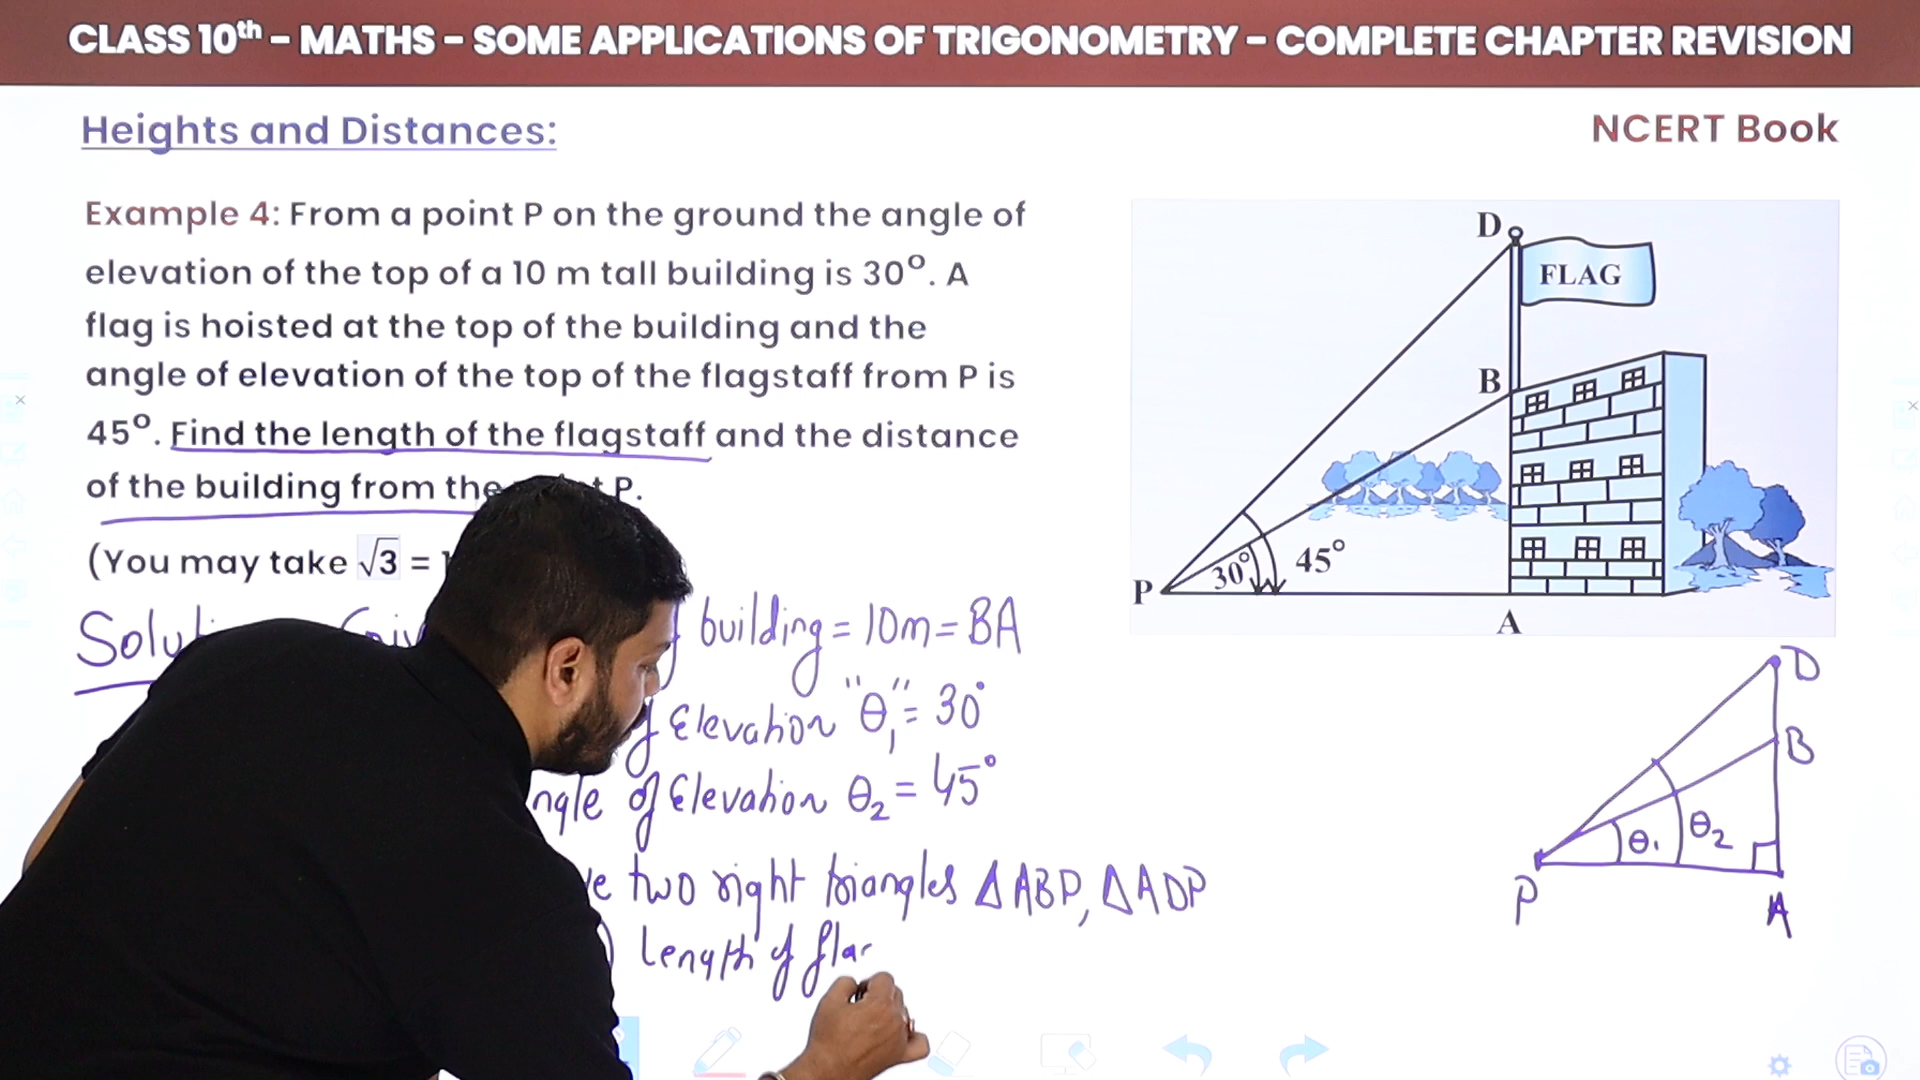 CLASS 10th – MATHS – SOME APPLICATIONS OF TRIGONOMETRY – COMPLETE CHAPTER REVISION
Heights and Distances:
NCERT Book
Example 4: From a point P on the ground the angle of
elevation of the top of a 10 m tall building is 30°. A
flag is hoisted at the top of the building and the
angle of elevation of the top of the flagstaff from P is
45°. Find the length of the flagstaff and the distance
of the building from the P.
(You may take √3 =
D
FLAG
B
30°
45°
P
A
building = 10m = BA
Elevation "θ₁" = 30°
of Elevation θ₂ = 45°
two right triangles ΔABP, ΔADP
Length of
D
B
θ₁
θ₂
P
A